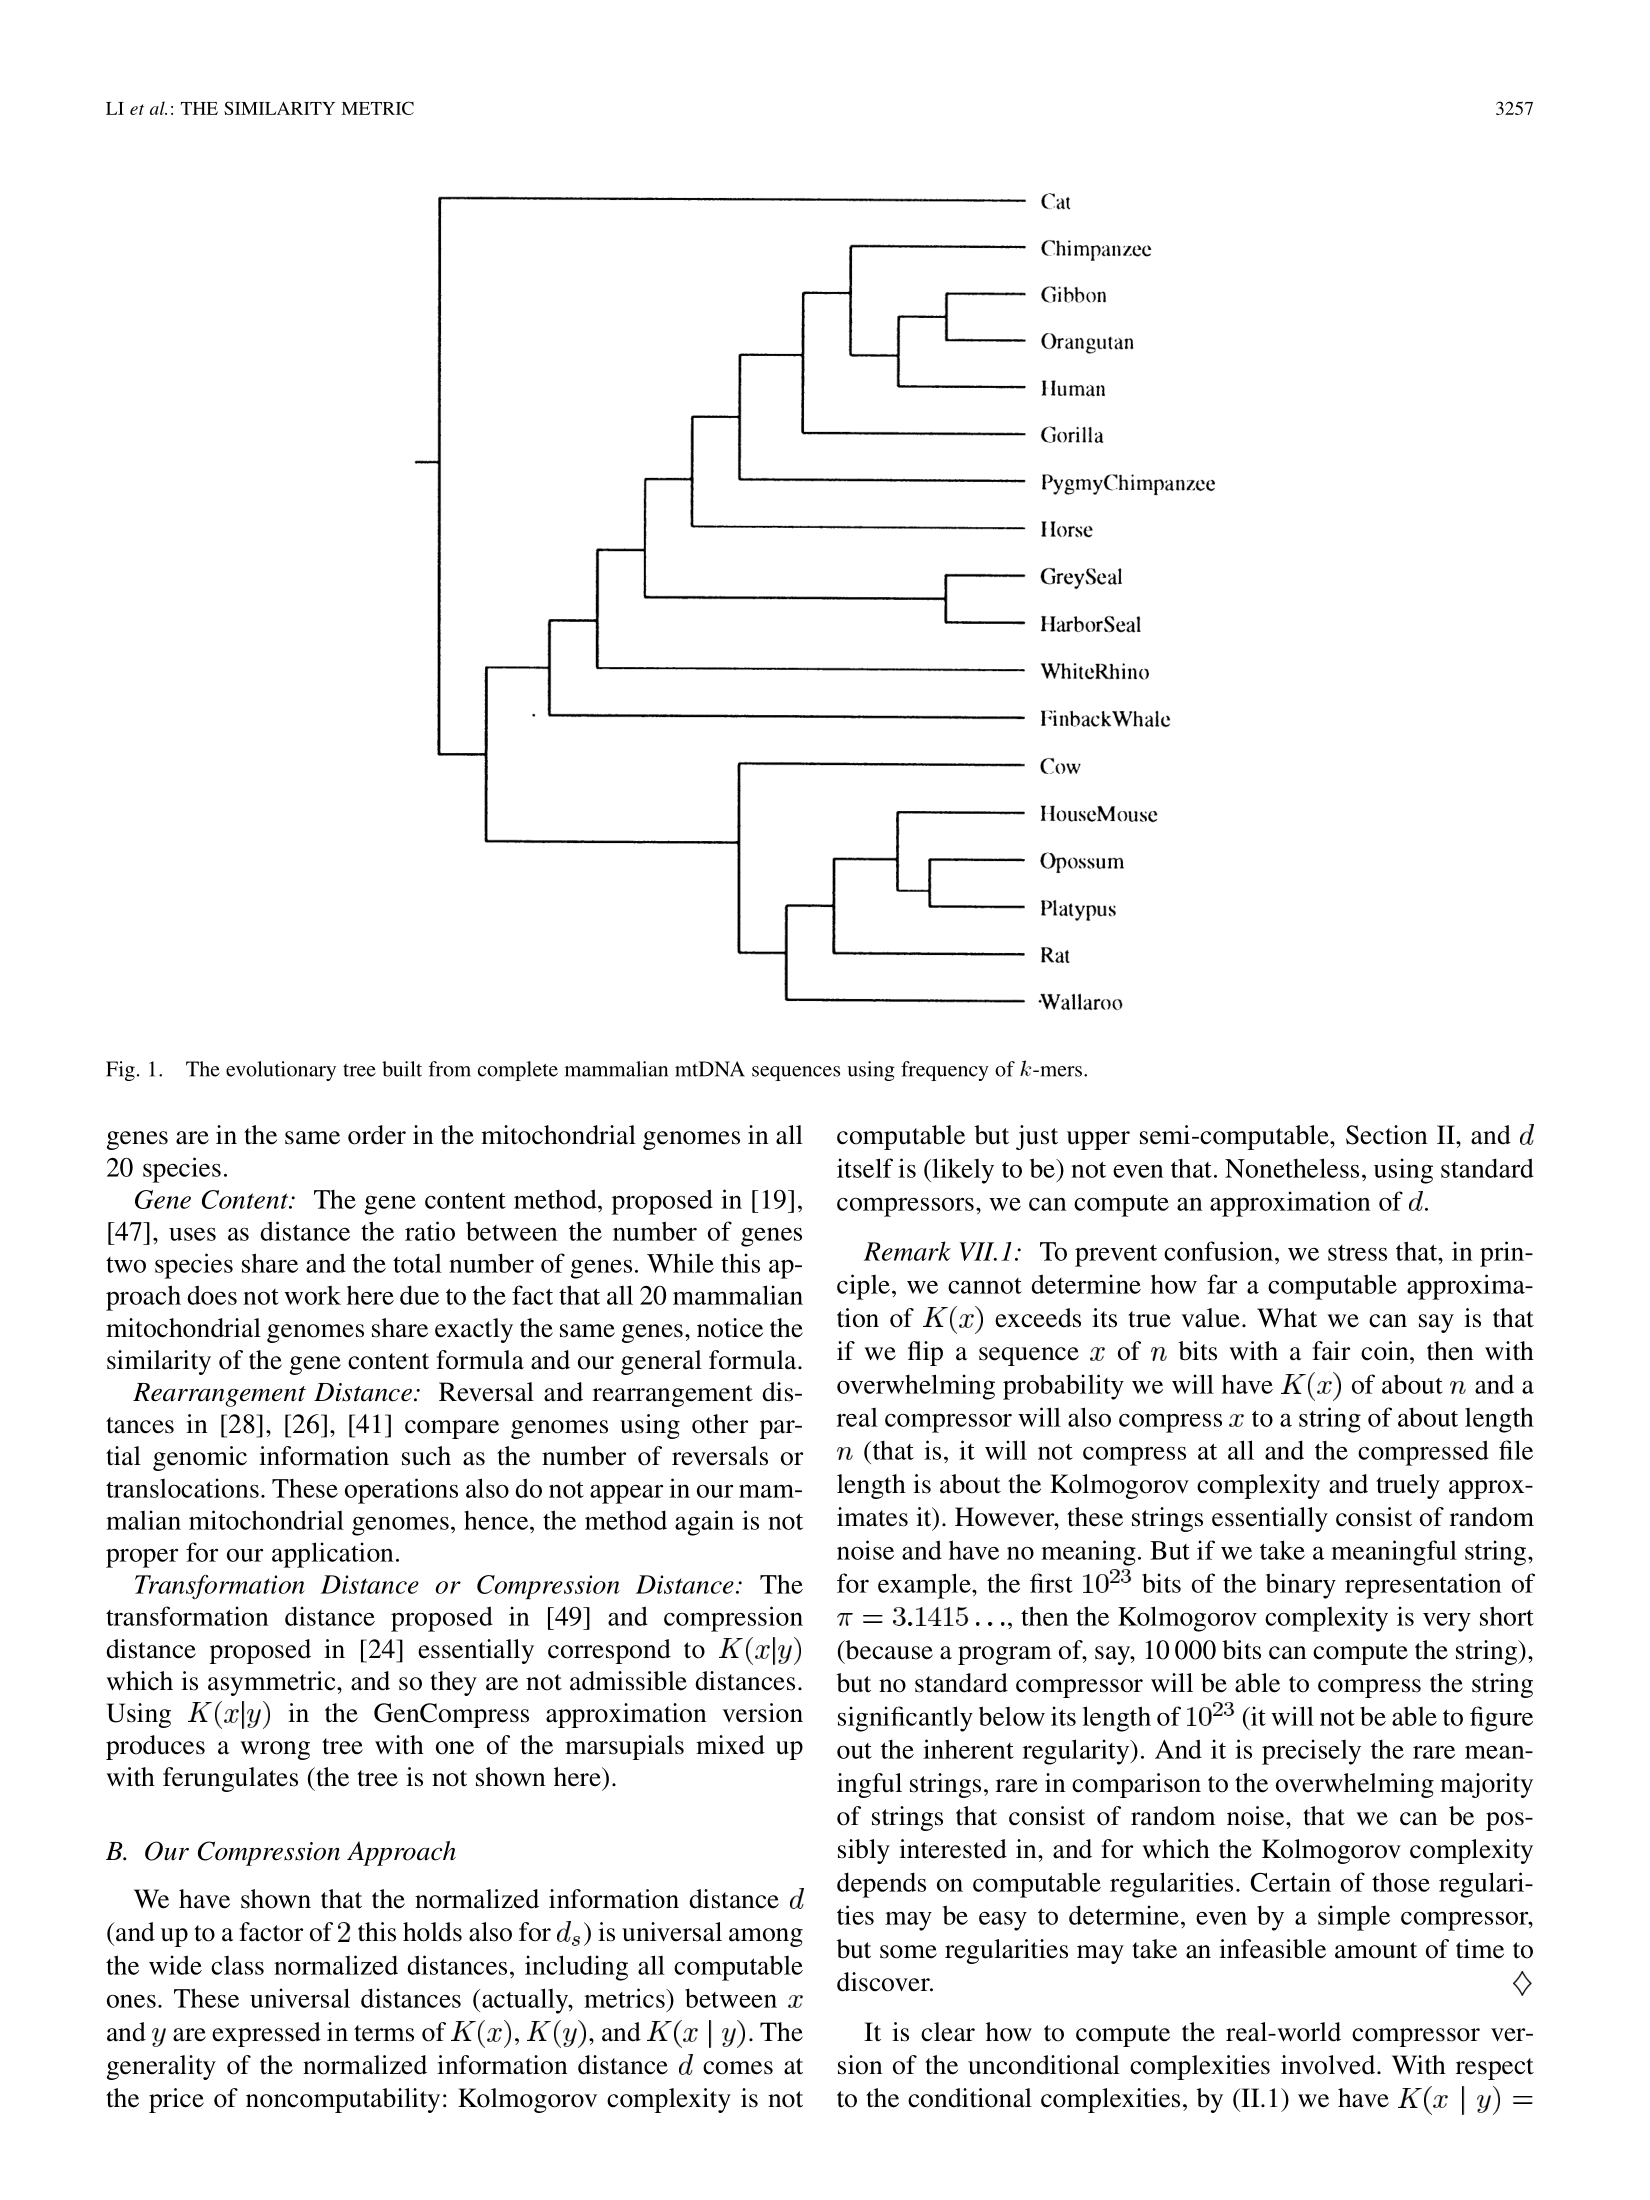 LI et al.: THE SIMILARITY METRIC
3257
Cat
Chimpanzee
Gibbon
Orangutan
Human
Gorilla
PygmyChimpanzee
Horse
GreySeal
HarborSeal
WhiteRhino
FinbackWhale
Cow
HouseMouse
Opossum
Platypus
Rat
Wallaroo
Fig. 1. The evolutionary tree built from complete mammalian mtDNA sequences using frequency of k-mers.
genes are in the same order in the mitochondrial genomes in all
20 species.
Gene Content: The gene content method, proposed in [19],
[47], uses as distance the ratio between the number of genes
two species share and the total number of genes. While this ap-
proach does not work here due to the fact that all 20 mammalian
mitochondrial genomes share exactly the same genes, notice the
similarity of the gene content formula and our general formula.
Rearrangement Distance: Reversal and rearrangement dis-
tances in [28], [26], [41] compare genomes using other par-
tial genomic information such as the number of reversals or
translocations. These operations also do not appear in our mam-
malian mitochondrial genomes, hence, the method again is not
proper for our application.
Transformation Distance or Compression Distance: The
transformation distance proposed in [49] and compression
distance proposed in [24] essentially correspond to K(x|y)
which is asymmetric, and so they are not admissible distances.
Using K(x|y) in the GenCompress approximation version
produces a wrong tree with one of the marsupials mixed up
with ferungulates (the tree is not shown here).
B. Our Compression Approach
We have shown that the normalized information distance d
(and up to a factor of 2 this holds also for dₛ) is universal among
the wide class normalized distances, including all computable
ones. These universal distances (actually, metrics) between x
and y are expressed in terms of K(x), K(y), and K(x | y). The
generality of the normalized information distance d comes at
the price of noncomputability: Kolmogorov complexity is not
computable but just upper semi-computable, Section II, and d
itself is (likely to be) not even that. Nonetheless, using standard
compressors, we can compute an approximation of d.
Remark VII.1: To prevent confusion, we stress that, in prin-
ciple, we cannot determine how far a computable approxima-
tion of K(x) exceeds its true value. What we can say is that
if we flip a sequence x of n bits with a fair coin, then with
overwhelming probability we will have K(x) of about n and a
real compressor will also compress x to a string of about length
n (that is, it will not compress at all and the compressed file
length is about the Kolmogorov complexity and truely approx-
imates it). However, these strings essentially consist of random
noise and have no meaning. But if we take a meaningful string,
for example, the first 10²³ bits of the binary representation of
π = 3.1415..., then the Kolmogorov complexity is very short
(because a program of, say, 10 000 bits can compute the string),
but no standard compressor will be able to compress the string
significantly below its length of 10²³ (it will not be able to figure
out the inherent regularity). And it is precisely the rare mean-
ingful strings, rare in comparison to the overwhelming majority
of strings that consist of random noise, that we can be pos-
sibly interested in, and for which the Kolmogorov complexity
depends on computable regularities. Certain of those regulari-
ties may be easy to determine, even by a simple compressor,
but some regularities may take an infeasible amount of time to
discover. ◇
It is clear how to compute the real-world compressor ver-
sion of the unconditional complexities involved. With respect
to the conditional complexities, by (II.1) we have K(x | y) =